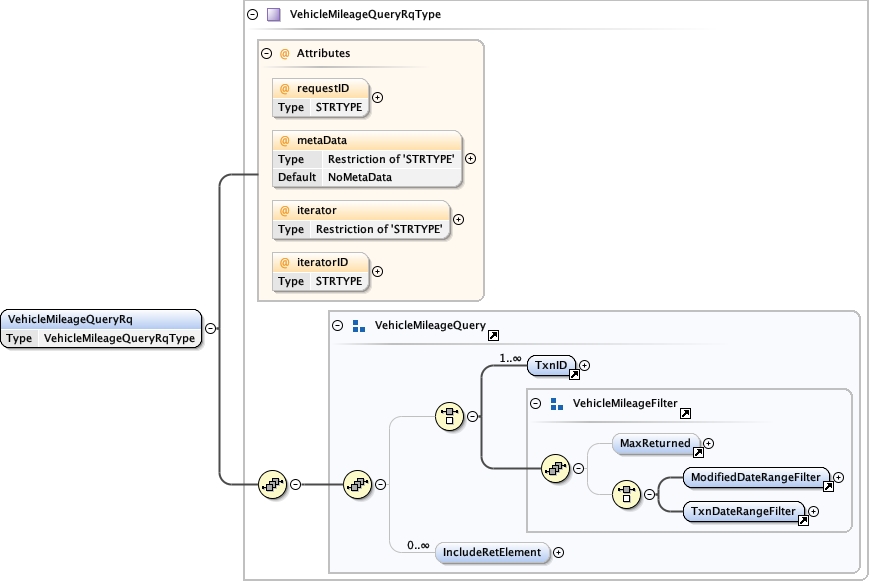 VehicleMileageQueryRqType
@ Attributes
@ requestID
Type STRTYPE
@ metaData
Type Restriction of 'STRTYPE'
Default NoMetaData
@ iterator
Type Restriction of 'STRTYPE'
@ iteratorID
Type STRTYPE
VehicleMileageQueryRq
Type VehicleMileageQueryRqType
VehicleMileageQuery
1..∞
TxnID
VehicleMileageFilter
MaxReturned
ModifiedDateRangeFilter
TxnDateRangeFilter
0..∞
IncludeRetElement